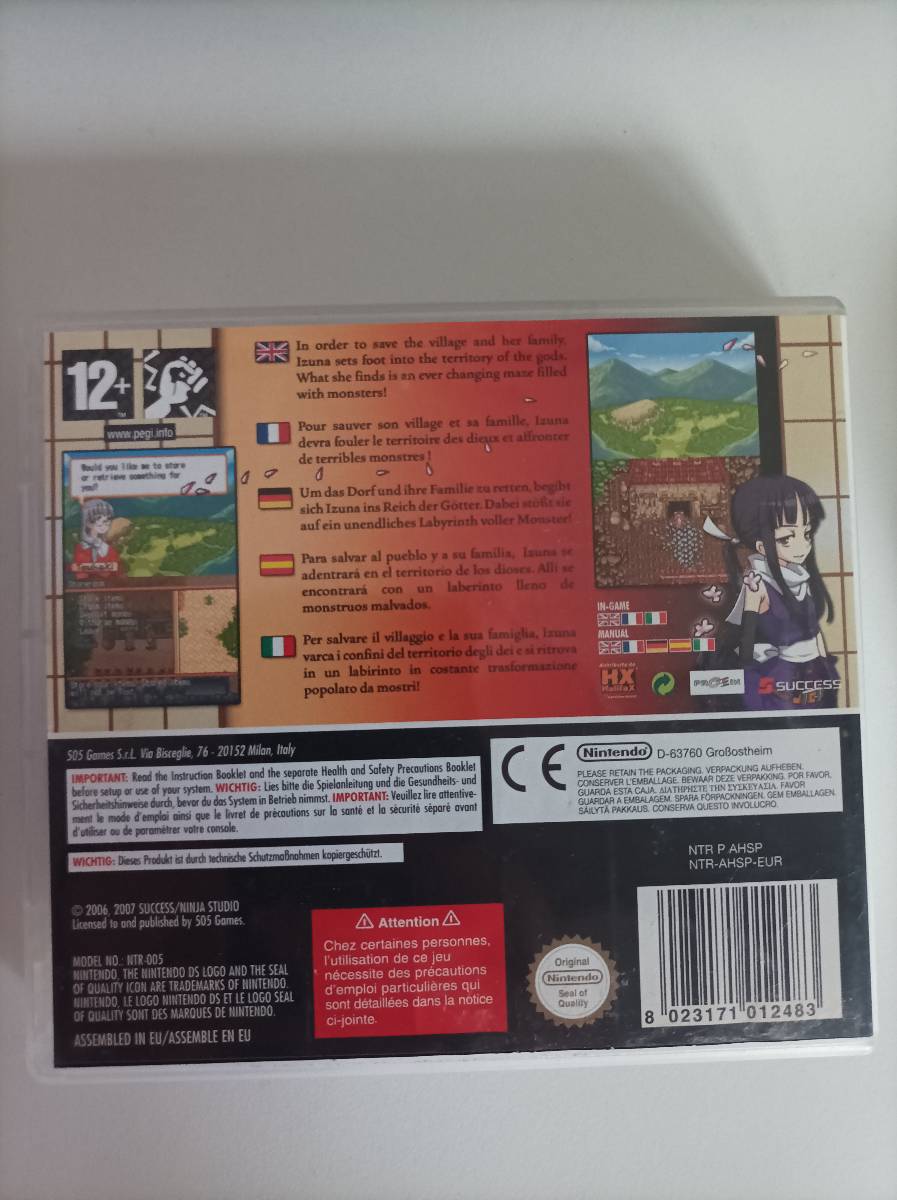 12+
™
www.pegi.info
In order to save the village and her family,
Izuna sets foot into the territory of the gods.
What she finds is an ever changing maze filled
with monsters!
Pour sauver son village et sa famille, Izuna
devra fouler le territoire des dieux et affronter
de terribles monstres !
Um das Dorf und ihre Familie zu retten, begibt
sich Izuna ins Reich der Götter. Dabei stößt sie
auf ein unendliches Labyrinth voller Monster!
Para salvar al pueblo y a su familia, Izuna se
adentrará en el territorio de los dioses. Allí se
encontrará con un laberinto lleno de
monstruos malvados.
Per salvare il villaggio e la sua famiglia, Izuna
varca i confini del territorio degli dei e si ritrova
in un labirinto in costante trasformazione
popolato da mostri!
Would you like me to store
or retrieve something for
you?
IN-GAME
MANUAL
distribuito da
HX
Halifax
SUCCESS
505 Games S.r.L. Via Bisceglie, 76 - 20152 Milan, Italy
IMPORTANT: Read the Instruction Booklet and the separate Health and Safety Precautions Booklet
before setup or use of your system. WICHTIG: Lies bitte die Spielanleitung und die Gesundheits- und
Sicherheitshinweise durch, bevor du das System in Betrieb nimmst. IMPORTANT: Veuillez lire attentive-
ment le mode d'emploi ainsi que le livret de précautions sur la santé et la sécurité séparé avant
d'utiliser ou de paramétrer votre console.
WICHTIG: Dieses Produkt ist durch technische Schutzmaßnahmen kopiergeschützt.
CE
Nintendo D-63760 Großostheim
PLEASE RETAIN THE PACKAGING. VERPACKUNG AUFHEBEN.
CONSERVER L'EMBALLAGE. BEWAAR DEZE VERPAKKING. POR FAVOR,
GUARDA ESTA CAJA. ΔΙΑΤΗΡΗΣΤΕ ΤΗΝ ΣΥΣΚΕΥΑΣΙΑ. FAVOR
GUARDAR A EMBALAGEM. SPARA FÖRPACKNINGEN. GEM EMBALLAGEN.
SÄILYTÄ PAKKAUS. CONSERVA QUESTO INVOLUCRO.
NTR P AHSP
NTR-AHSP-EUR
© 2006, 2007 SUCCESS/NINJA STUDIO
Licensed to and published by 505 Games.
MODEL NO.: NTR-005
NINTENDO, THE NINTENDO DS LOGO AND THE SEAL
OF QUALITY ICON ARE TRADEMARKS OF NINTENDO.
NINTENDO, LE LOGO NINTENDO DS ET LE LOGO SEAL
OF QUALITY SONT DES MARQUES DE NINTENDO.
ASSEMBLED IN EU/ASSEMBLE EN EU
Attention
Chez certaines personnes,
l'utilisation de ce jeu
nécessite des précautions
d'emploi particulières qui
sont détaillées dans la notice
ci-jointe.
Original
Nintendo
Seal of
Quality
8 023171 012483